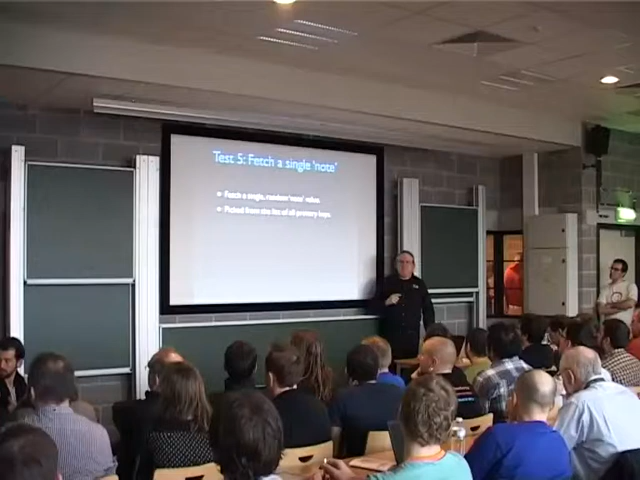 Test 5: Fetch a single 'note'
Fetch a single, random 'note' value.
Picked from the list of all primary keys.